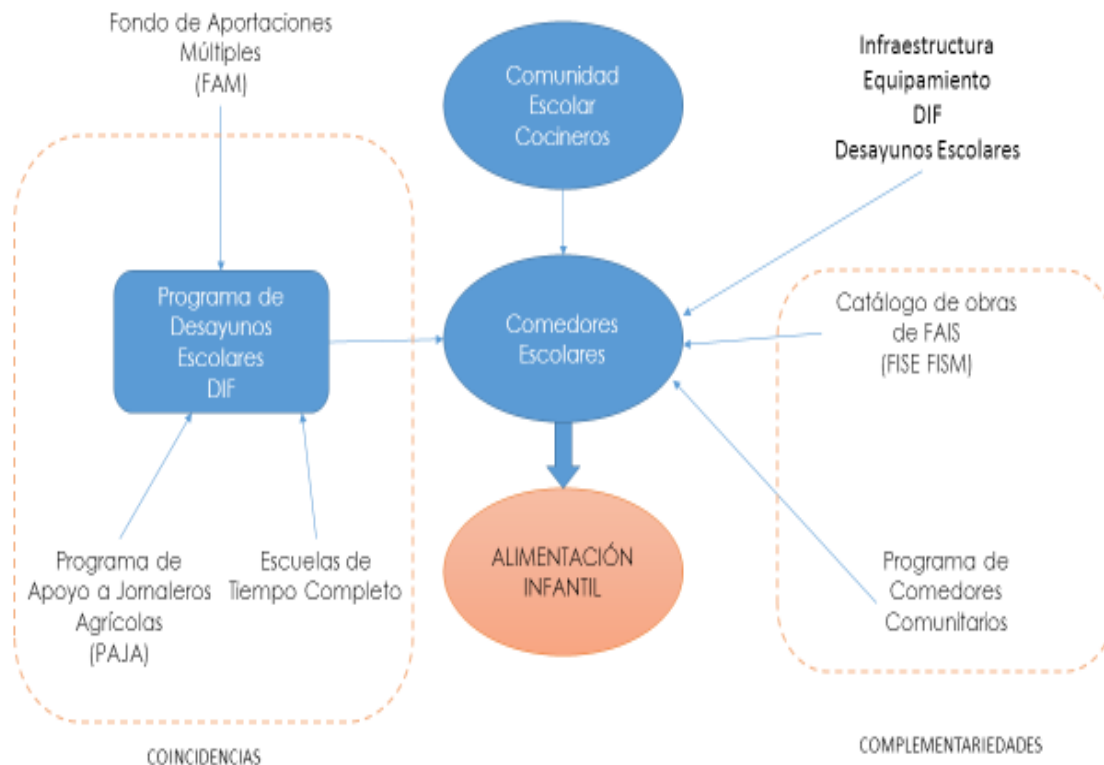 Fondo de Aportaciones
Múltiples
(FAM)
Comunidad
Escolar
Cocineros
Infraestructura
Equipamiento
DIF
Desayunos Escolares
Programa de
Desayunos
Escolares
DIF
Comedores
Escolares
Catálogo de obras
de FAIS
(FISE FISM)
Programa de
Apoyo a Jornaleros
Agrícolas
(PAJA)
Escuelas de
Tiempo Completo
ALIMENTACIÓN
INFANTIL
Programa de
Comedores
Comunitarios
COINCIDENCIAS
COMPLEMENTARIEDADES